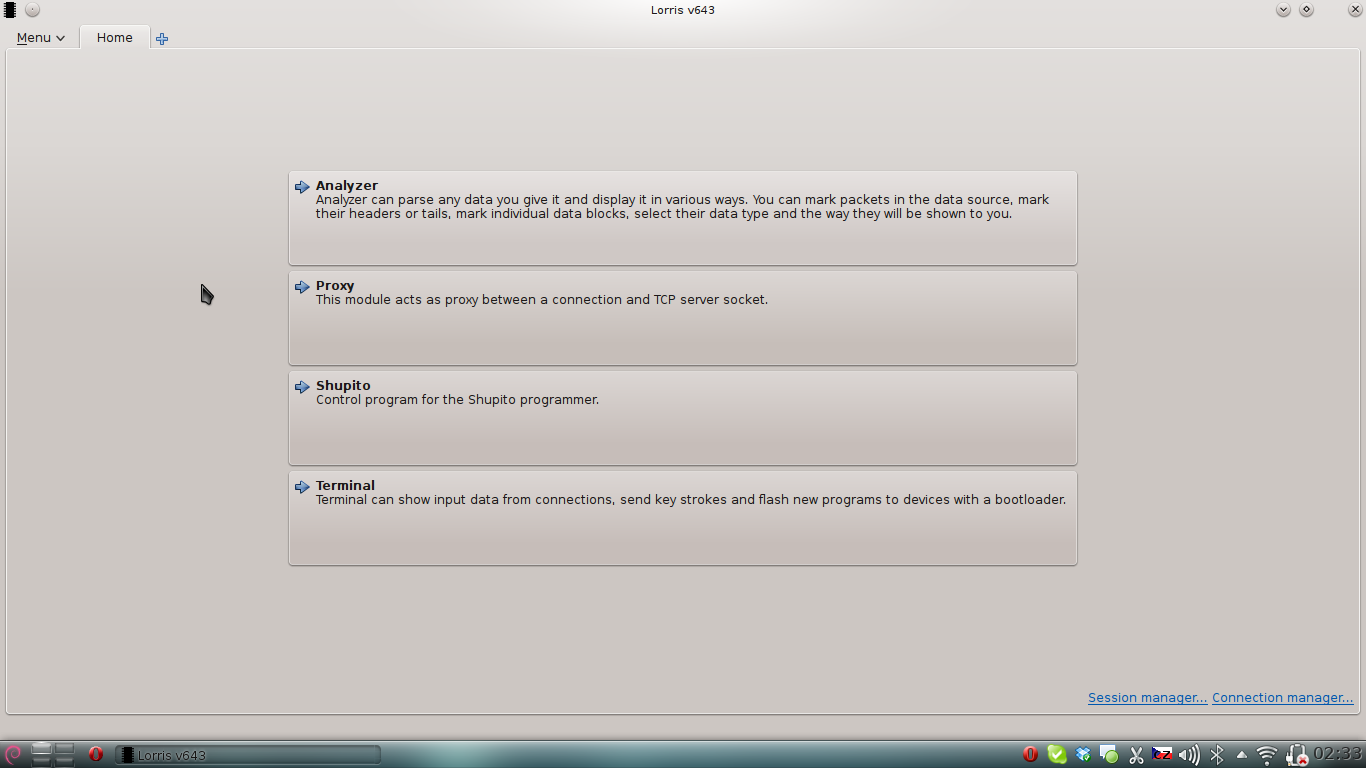 Lorris v643
Menu
Home
Analyzer
Analyzer can parse any data you give it and display it in various ways. You can mark packets in the data source, mark
their headers or tails, mark individual data blocks, select their data type and the way they will be shown to you.
Proxy
This module acts as proxy between a connection and TCP server socket.
Shupito
Control program for the Shupito programmer.
Terminal
Terminal can show input data from connections, send key strokes and flash new programs to devices with a bootloader.
Session manager... Connection manager...
Lorris v643
CZ
02:33